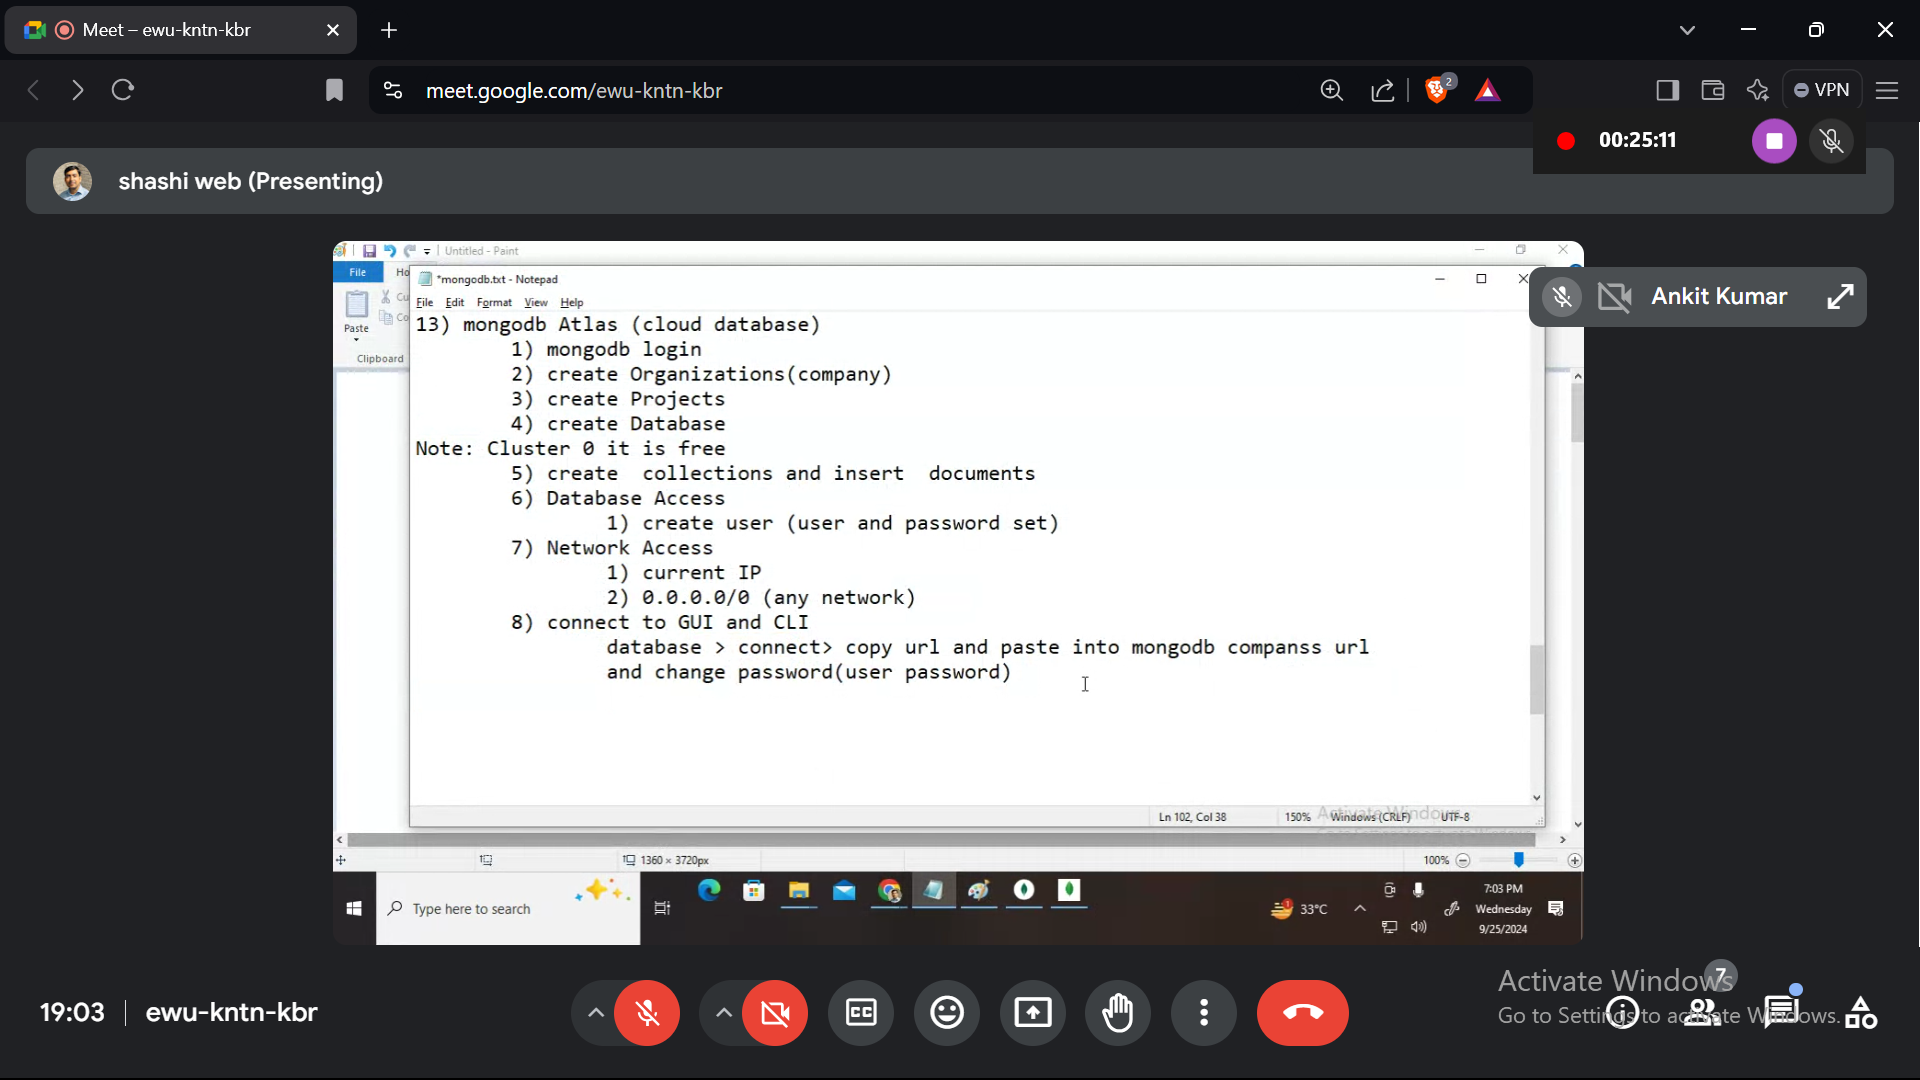 Meet – ewu-kntn-kbr
meet.google.com/ewu-kntn-kbr
2
VPN
00:25:11
shashi web (Presenting)
Untitled - Paint
File Ho
*mongodb.txt - Notepad
Ankit Kumar
Cu
File Edit Format View Help
Co
Paste
Clipboard
13) mongodb Atlas (cloud database)
1) mongodb login
2) create Organizations(company)
3) create Projects
4) create Database
Note: Cluster 0 it is free
5) create collections and insert documents
6) Database Access
1) create user (user and password set)
7) Network Access
1) current IP
2) 0.0.0.0/0 (any network)
8) connect to GUI and CLI
database > connect> copy url and paste into mongodb companss url
and change password(user password)
Activate Windows
Ln 102, Col 38 150% Windows (CRLF) UTF-8
1360 × 3720px 100%
Type here to search
33°C
7:03 PM
Wednesday
9/25/2024
Activate Windows
7
19:03 ewu-kntn-kbr
CC
Go to Settings to activate Windows.